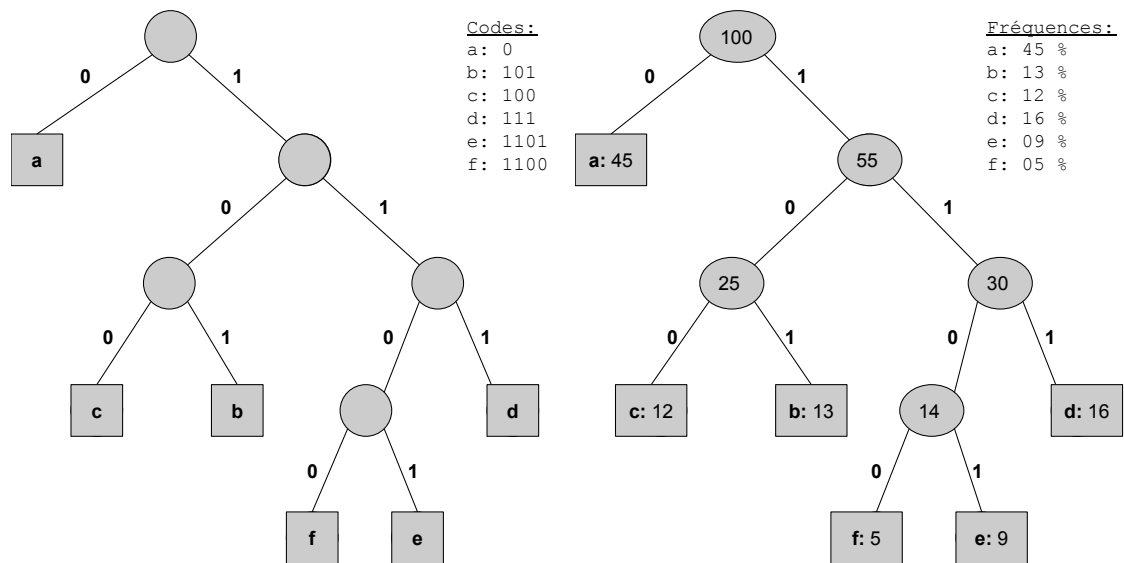 Codes:
a: 0
b: 101
c: 100
d: 111
e: 1101
f: 1100
0
1
a
0
1
0
1
0
1
c
b
d
0
1
f
e
Fréquences:
a: 45 %
b: 13 %
c: 12 %
d: 16 %
e: 09 %
f: 05 %
100
0
1
a: 45
55
0
1
25
30
0
1
0
1
c: 12
b: 13
14
d: 16
0
1
f: 5
e: 9